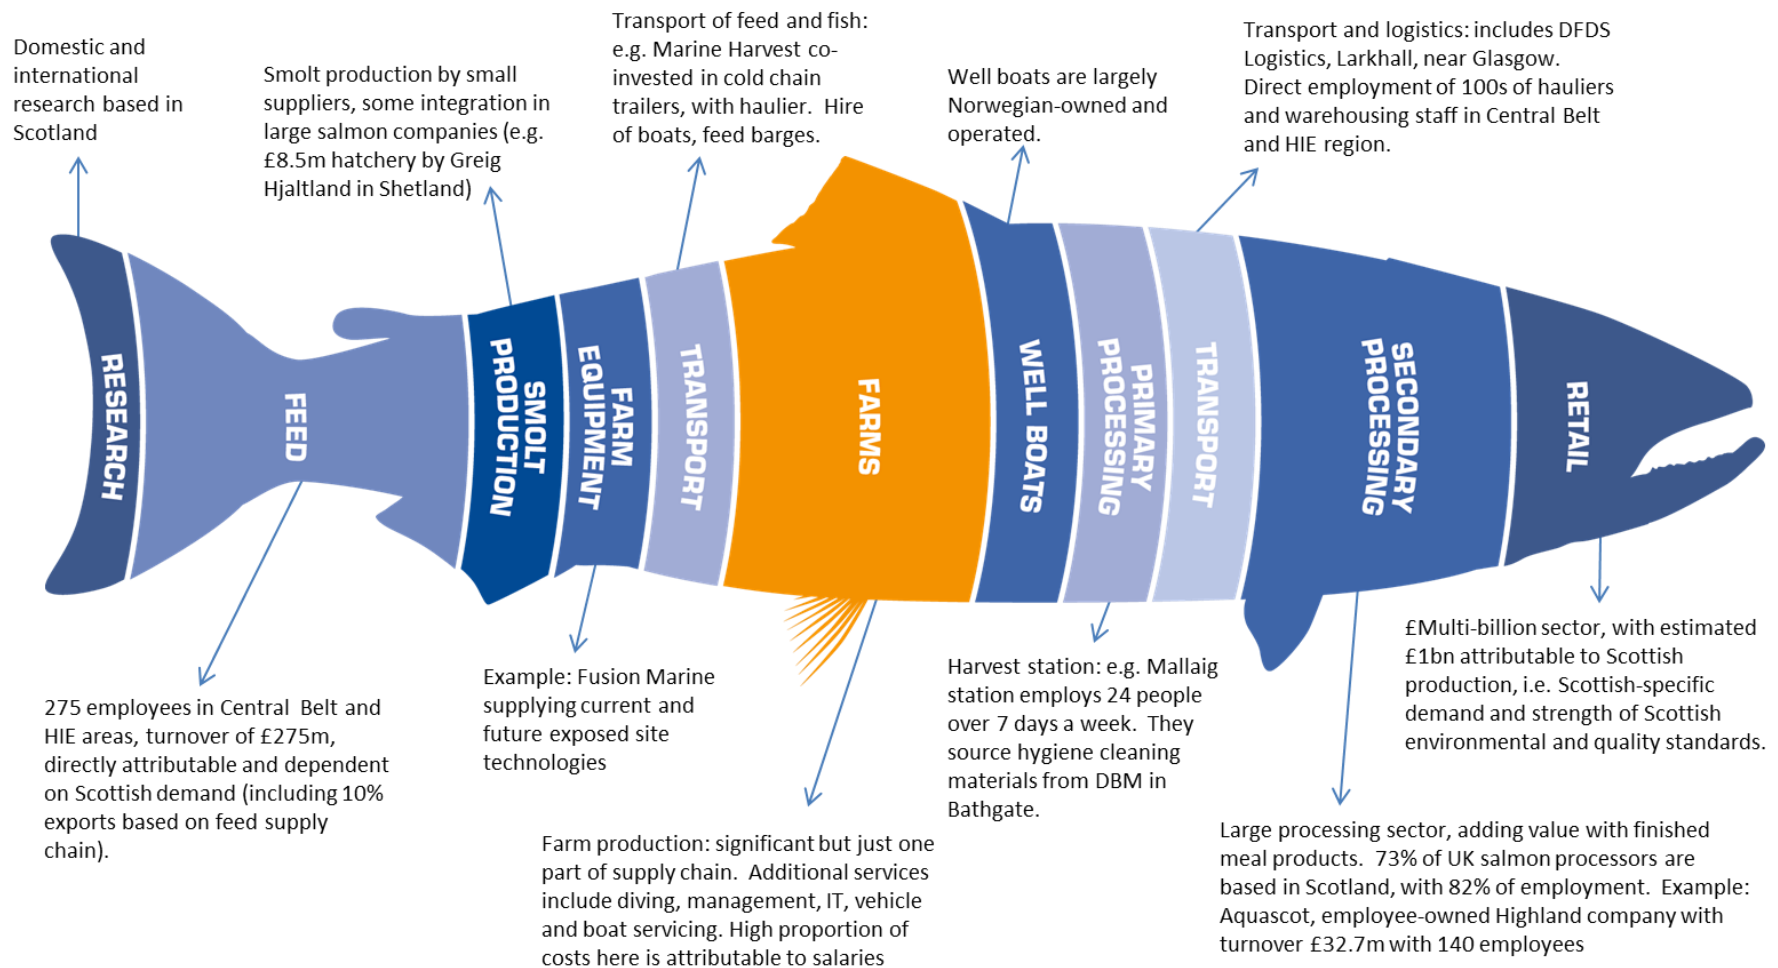 Domestic and
international
research based in
Scotland
Smolt production by small
suppliers, some integration in
large salmon companies (e.g.
£8.5m hatchery by Greig
Hjaltland in Shetland)
Transport of feed and fish:
e.g. Marine Harvest co-
invested in cold chain
trailers, with haulier. Hire
of boats, feed barges.
Well boats are largely
Norwegian-owned and
operated.
Transport and logistics: includes DFDS
Logistics, Larkhall, near Glasgow.
Direct employment of 100s of hauliers
and warehousing staff in Central Belt
and HIE region.
RESEARCH
FEED
SMOLT
PRODUCTION
FARM
EQUIPMENT
TRANSPORT
FARMS
WELL BOATS
PRIMARY
PROCESSING
TRANSPORT
SECONDARY
PROCESSING
RETAIL
275 employees in Central Belt and
HIE areas, turnover of £275m,
directly attributable and dependent
on Scottish demand (including 10%
exports based on feed supply
chain).
Example: Fusion Marine
supplying current and
future exposed site
technologies
Farm production: significant but just one
part of supply chain. Additional services
include diving, management, IT, vehicle
and boat servicing. High proportion of
costs here is attributable to salaries
Harvest station: e.g. Mallaig
station employs 24 people
over 7 days a week. They
source hygiene cleaning
materials from DBM in
Bathgate.
£Multi-billion sector, with estimated
£1bn attributable to Scottish
production, i.e. Scottish-specific
demand and strength of Scottish
environmental and quality standards.
Large processing sector, adding value with finished
meal products. 73% of UK salmon processors are
based in Scotland, with 82% of employment. Example:
Aquascot, employee-owned Highland company with
turnover £32.7m with 140 employees